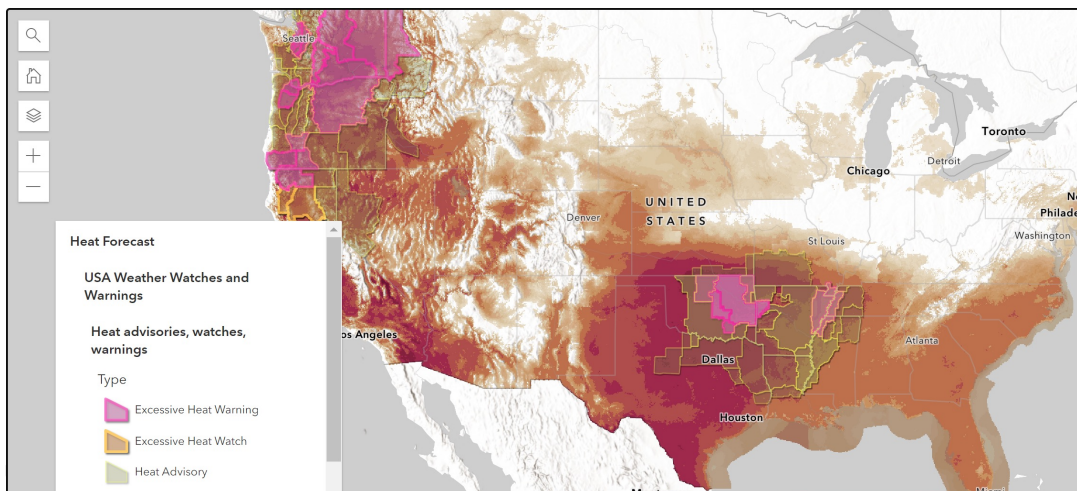 Seattle
Toronto
Chicago
Detroit
UNITED
STATES
Denver
St Louis
Washington
Heat Forecast
USA Weather Watches and
Warnings
Heat advisories, watches,
warnings
Type
Excessive Heat Warning
Excessive Heat Watch
Heat Advisory
os Angeles
Dallas
Atlanta
Houston